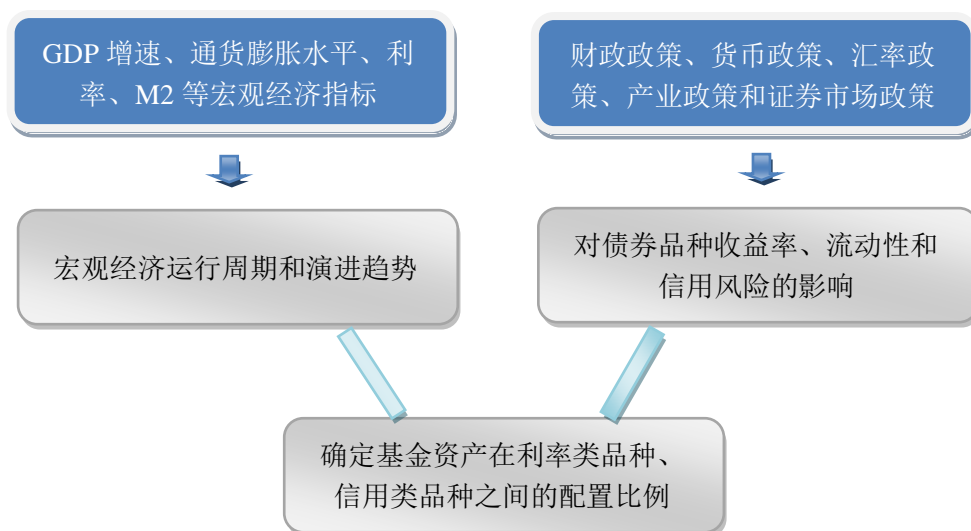 GDP 增速、通货膨胀水平、利
率、M2 等宏观经济指标
财政政策、货币政策、汇率政
策、产业政策和证券市场政策
宏观经济运行周期和演进趋势
对债券品种收益率、流动性和
信用风险的影响
确定基金资产在利率类品种、
信用类品种之间的配置比例